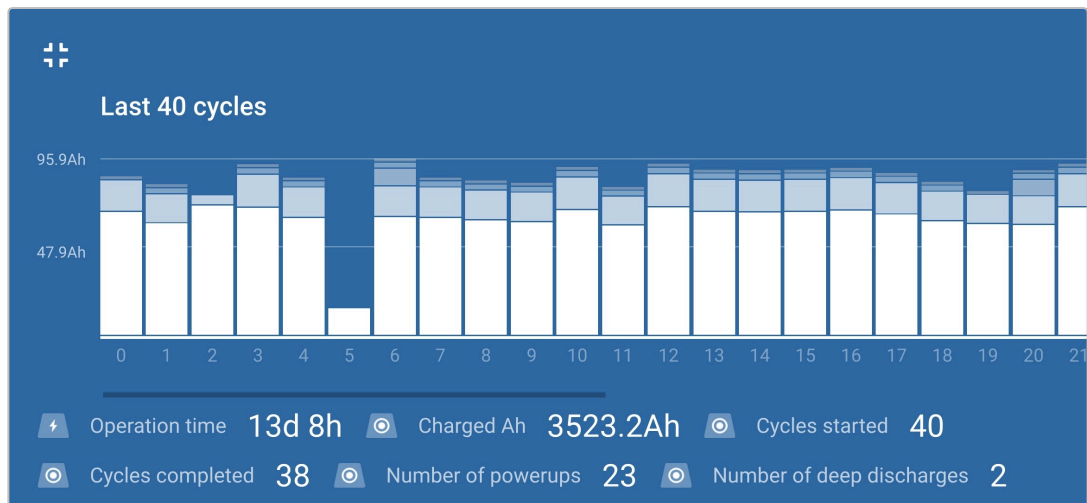 Last 40 cycles
95.9Ah
47.9Ah
0 1 2 3 4 5 6 7 8 9 10 11 12 13 14 15 16 17 18 19 20 21
Operation time 13d 8h Charged Ah 3523.2Ah Cycles started 40
Cycles completed 38 Number of powerups 23 Number of deep discharges 2